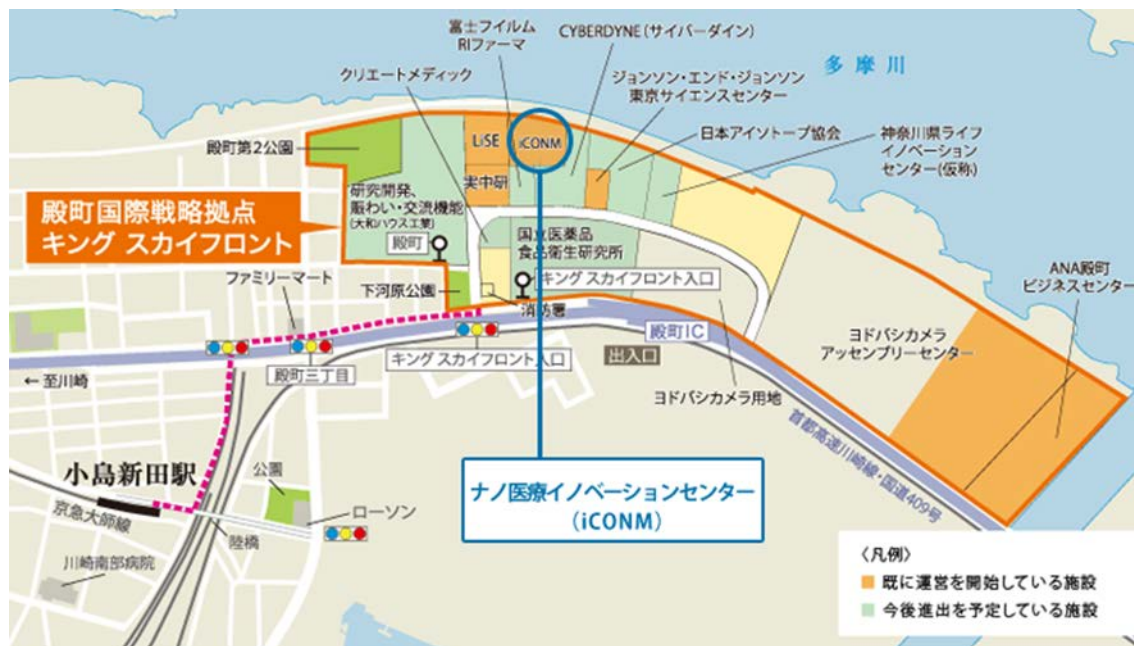 富士フイルム
RIファーマ
CYBERDYNE(サイバーダイン)
多摩川
クリエートメディック
ジョンソン・エンド・ジョンソン
東京サイエンスセンター
殿町第2公園
LiSE
iCONM
日本アイソトープ協会
神奈川県ライフ
イノベーション
センター(仮称)
実中研
研究開発、
賑わい・交流機能
(大和ハウス工業)
殿町国際戦略拠点
キング スカイフロント
殿町
国立医薬品
食品衛生研究所
ファミリーマート
下河原公園
キング スカイフロント入口
消防署
ANA殿町
ビジネスセンター
殿町IC
ヨドバシカメラ
アッセンブリーセンター
殿町三丁目
キング スカイフロント入口
出入口
←至川崎
ヨドバシカメラ用地
首都高速川崎線・国道409号
小島新田駅
公園
ナノ医療イノベーションセンター
(iCONM)
京急大師線
ローソン
陸橋
川崎南部病院
〈凡例〉
既に運営を開始している施設
今後進出を予定している施設